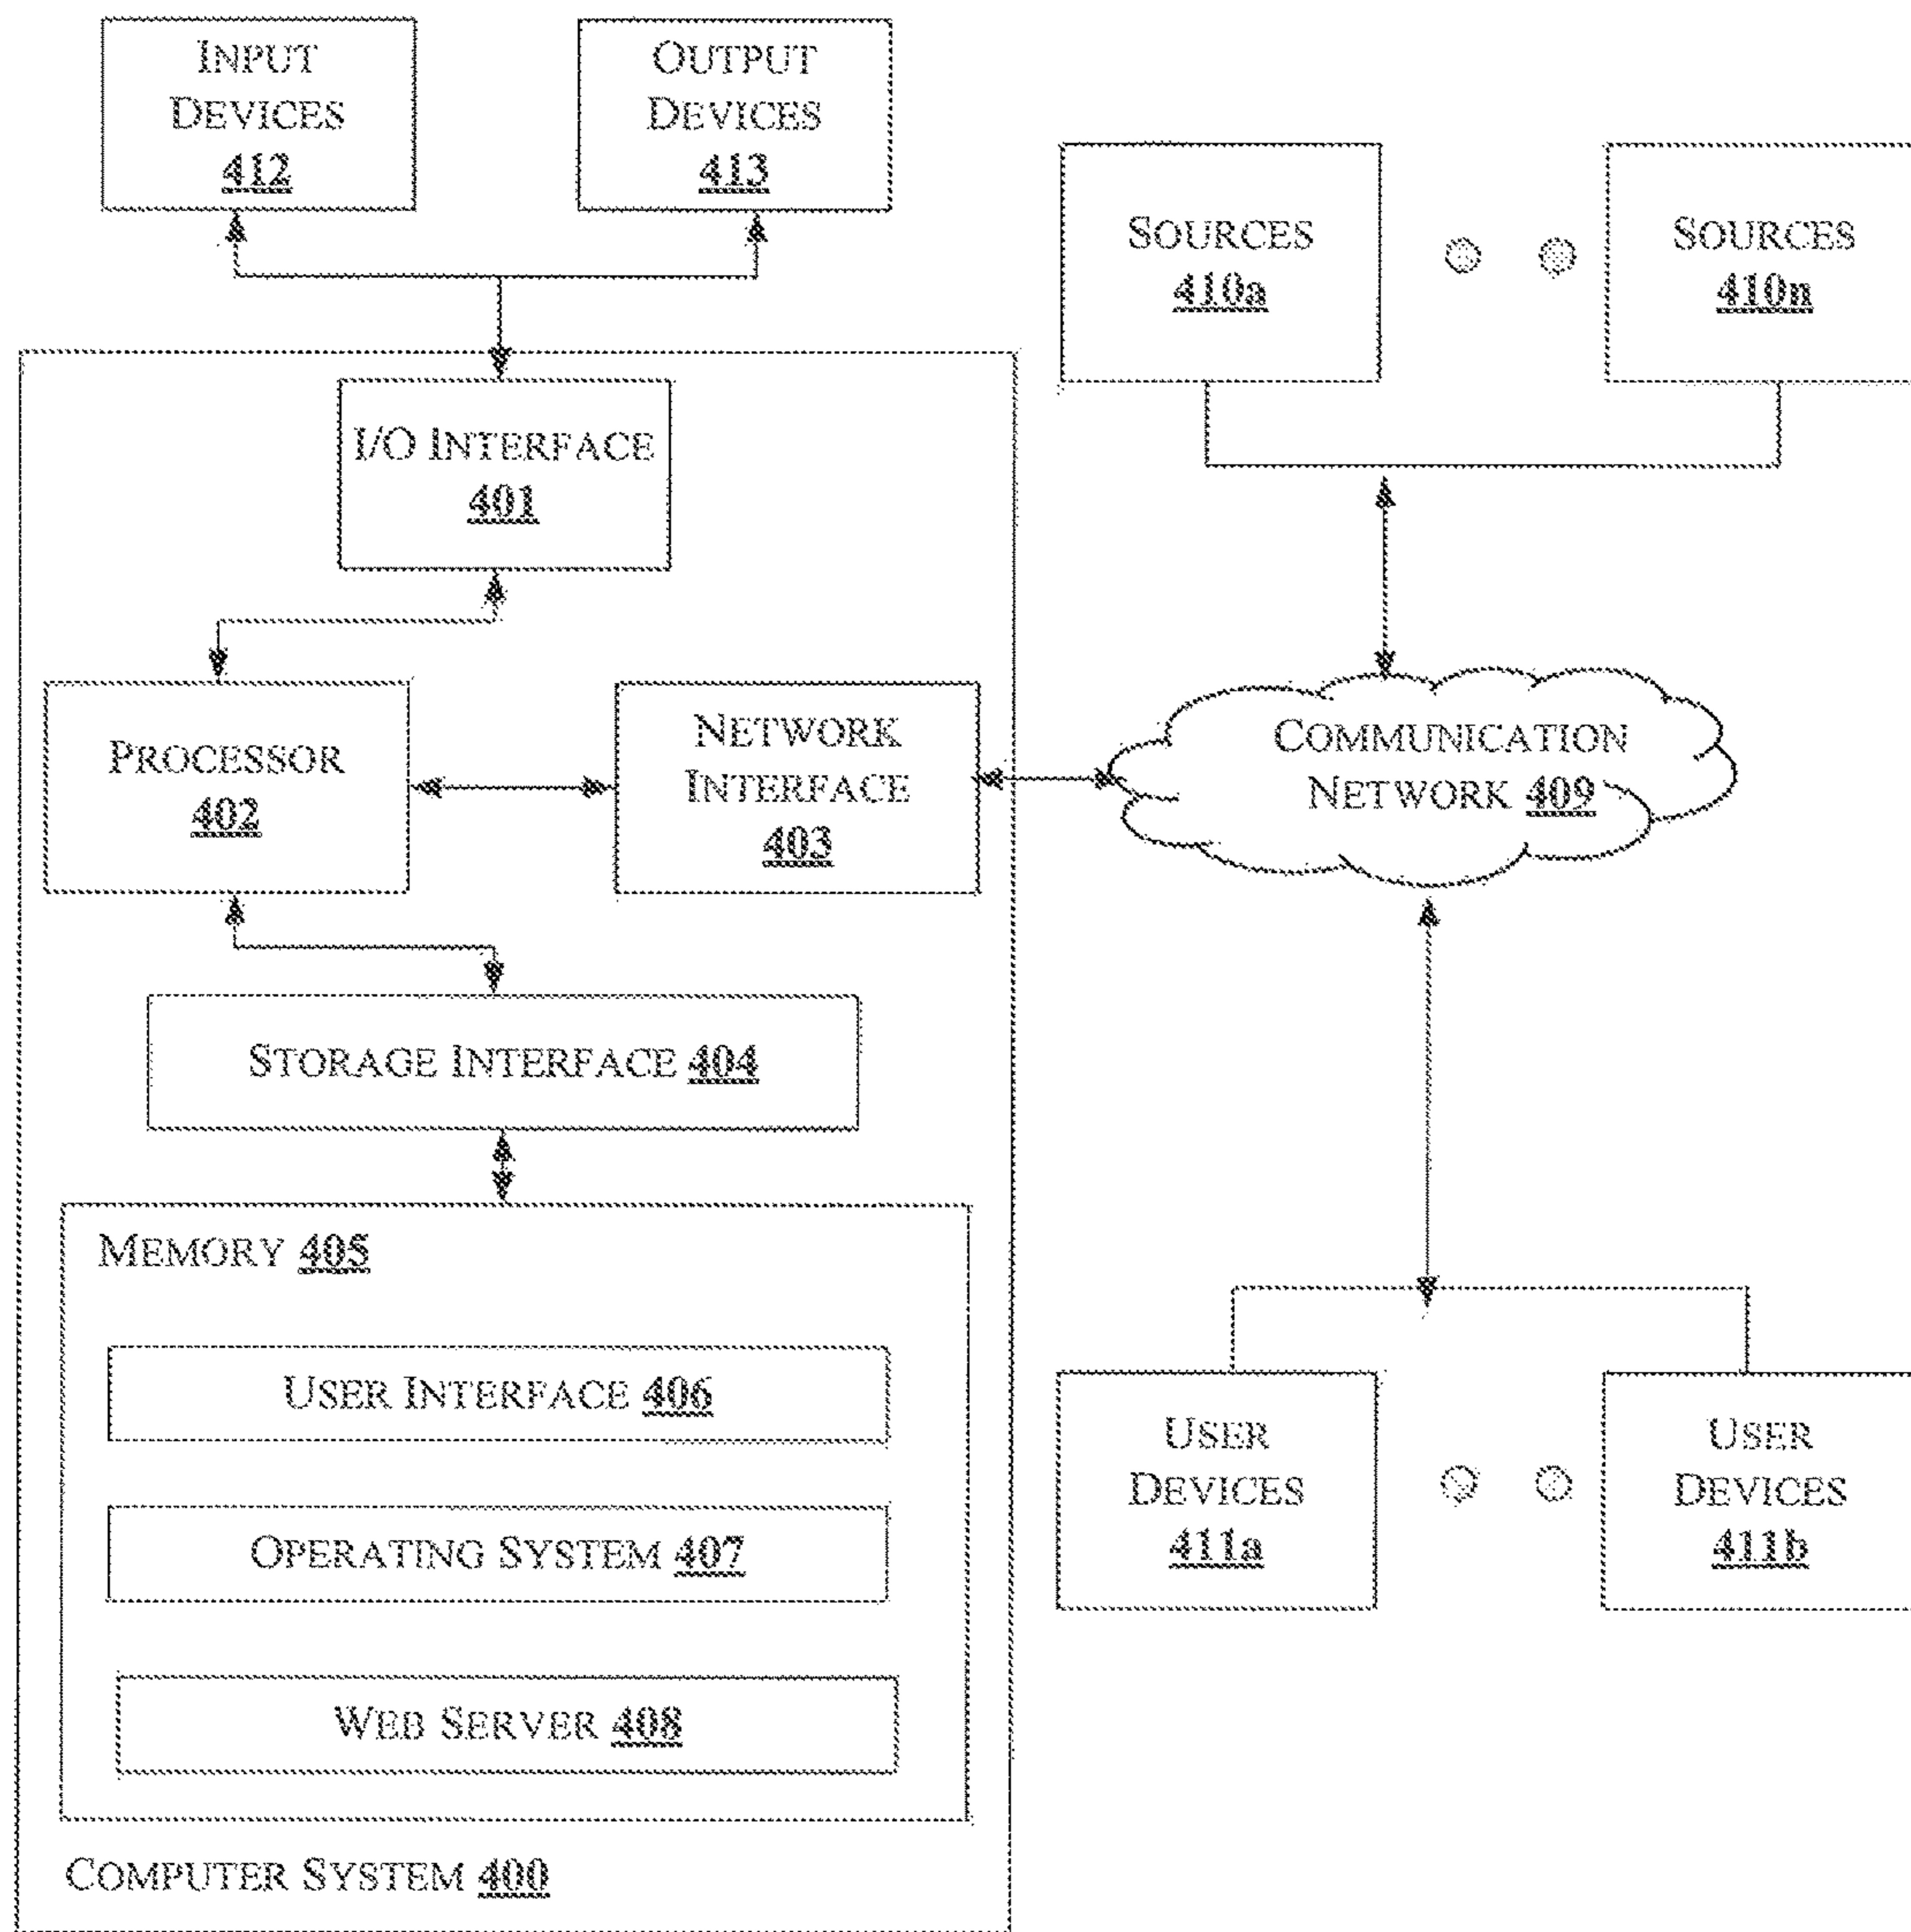 INPUT
DEVICES
412
OUTPUT
DEVICES
413
SOURCES
410a
SOURCES
410n
I/O INTERFACE
401
PROCESSOR
402
NETWORK
INTERFACE
403
COMMUNICATION
NETWORK 409
STORAGE INTERFACE 404
MEMORY 405
USER INTERFACE 406
OPERATING SYSTEM 407
WEB SERVER 408
USER
DEVICES
411a
USER
DEVICES
411b
COMPUTER SYSTEM 400